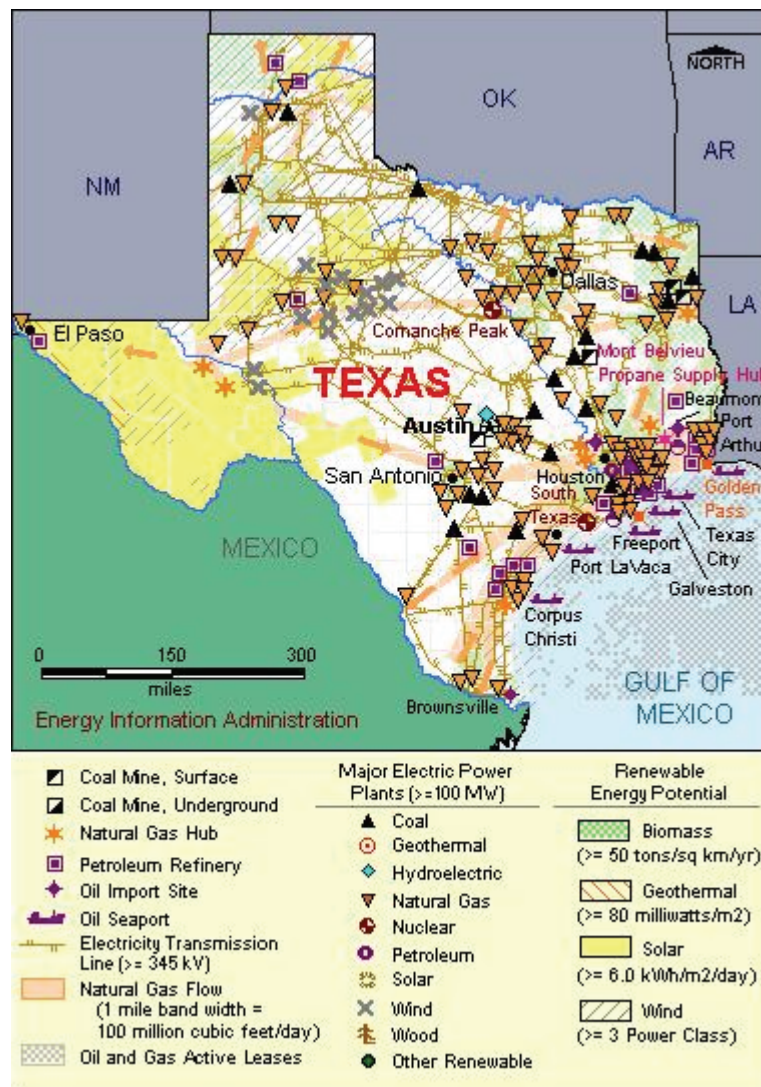 NORTH
OK
AR
NM
LA
Dallas
El Paso
Comanche Peak
Mont Belvieu
Propane Supply Hub
TEXAS
Beaumont
Port
Arthur
Austin
San Antonio
Houston
South
Texas
Golden
Pass
Texas
City
Freeport
Port LaVaca
Galveston
MEXICO
Corpus
Christi
0 150 300
miles
GULF OF
MEXICO
Brownsville
Energy Information Administration
Coal Mine, Surface
Coal Mine, Underground
Natural Gas Hub
Petroleum Refinery
Oil Import Site
Oil Seaport
Electricity Transmission
Line (>= 345 kV)
Natural Gas Flow
(1 mile band width =
100 million cubic feet/day)
Oil and Gas Active Leases
Major Electric Power
Plants (>=100 MW)
Coal
Geothermal
Hydroelectric
Natural Gas
Nuclear
Petroleum
Solar
Wind
Wood
Other Renewable
Renewable
Energy Potential
Biomass
(>= 50 tons/sq km/yr)
Geothermal
(>= 80 milliwatts/m2)
Solar
(>= 6.0 kWh/m2/day)
Wind
(>= 3 Power Class)